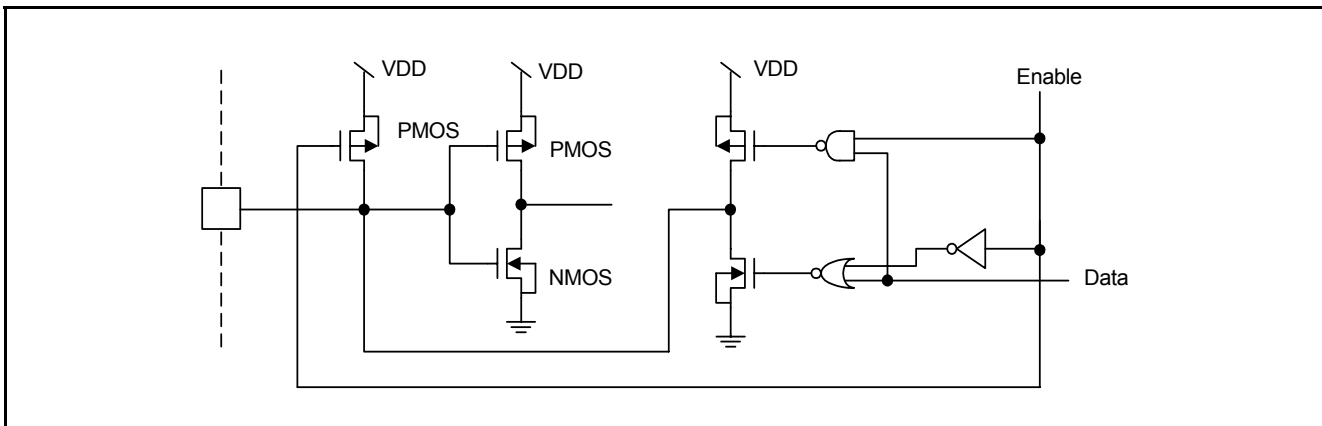 VDD
VDD
VDD
Enable
PMOS
PMOS
NMOS
Data